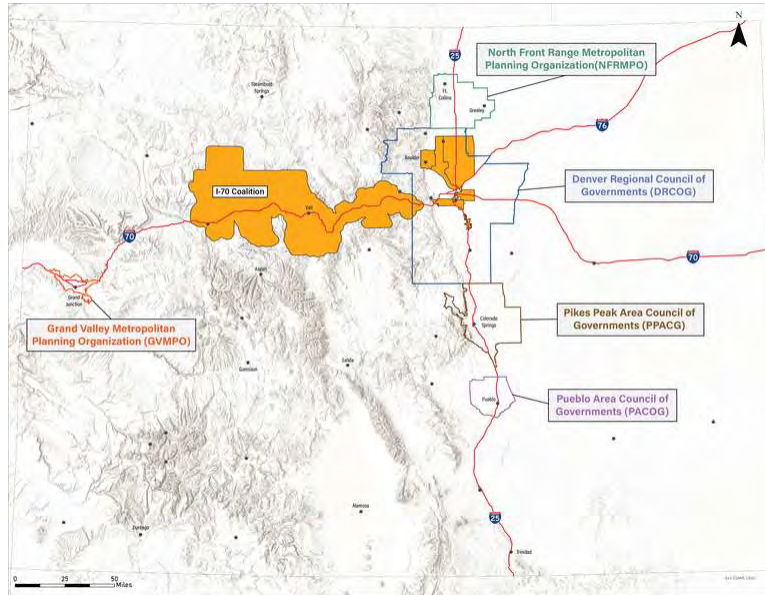 N
25
North Front Range Metropolitan
Planning Organization(NFRMPO)
Steamboat
Springs
Ft.
Collins
Greeley
76
Boulder
Denver Regional Council of
Governments (DRCOG)
I-70 Coalition
Vail
70
70
Aspen
Grand
Junction
Grand Valley Metropolitan
Planning Organization (GVMPO)
Pikes Peak Area Council of
Governments (PPACG)
Colorado
Springs
Salida
Gunnison
Pueblo
Pueblo Area Council of
Governments (PACOG)
Alamosa
25
Durango
Trinidad
0 25 50
Miles